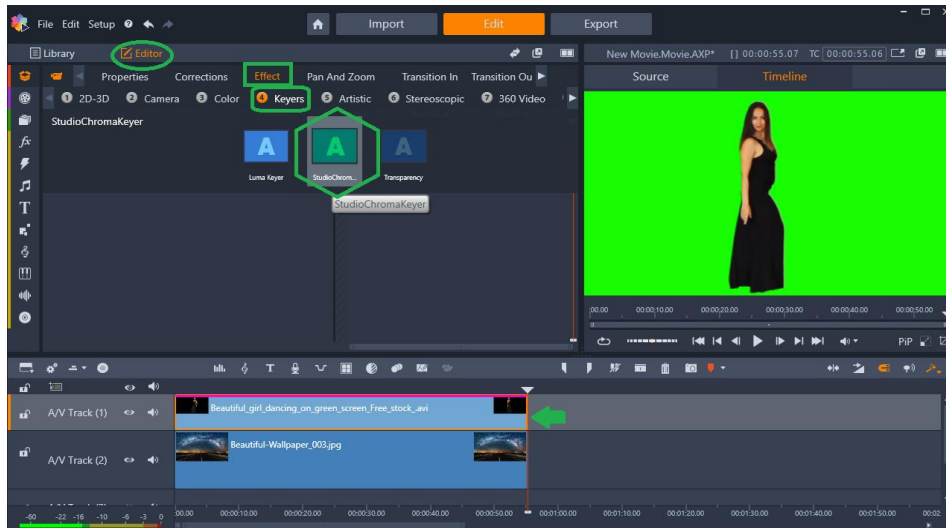 File Edit Setup
Import
Edit
Export
Library
Editor
New Movie.Movie.AXP*
[] 00:00:55.07
TC 00:00:55.06
Properties
Corrections
Effect
Pan And Zoom
Transition In
Transition Ou
Source
Timeline
1 2D-3D
2 Camera
3 Color
4 Keyers
5 Artistic
6 Stereoscopic
7 360 Video
StudioChromaKeyer
A
A
A
Luma Keyer
StudioChrom...
Transparency
StudioChromaKeyer
fx
T
:00.00
00:00:10.00
00:00:20.00
00:00:30.00
00:00:40.00
00:00:50.00
PiP
T
A/V Track (1)
Beautiful_girl_dancing_on_green_screen_Free_stock_.avi
A/V Track (2)
Beautiful-Wallpaper_003.jpg
-60 -22 -16 -10 -6 -3 0
:00.00
00:00:10.00
00:00:20.00
00:00:30.00
00:00:40.00
00:00:50.00
00:01:00.00
00:01:10.00
00:01:20.00
00:01:30.00
00:01:40.00
00:01:50.00
00:02